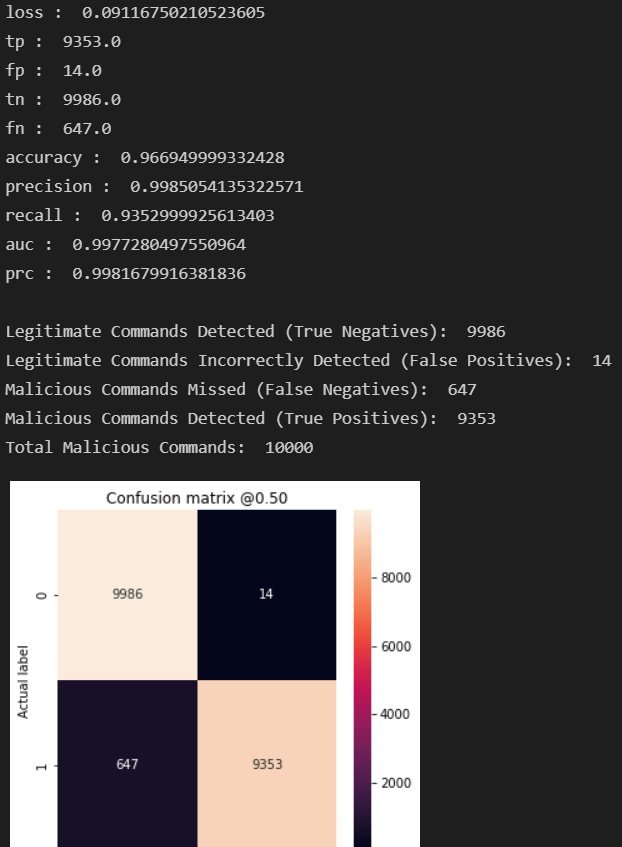 loss :  0.09116750210523605
tp :  9353.0
fp :  14.0
tn :  9986.0
fn :  647.0
accuracy :  0.966949999332428
precision :  0.9985054135322571
recall :  0.9352999925613403
auc :  0.9977280497550964
prc :  0.9981679916381836
Legitimate Commands Detected (True Negatives):  9986
Legitimate Commands Incorrectly Detected (False Positives):  14
Malicious Commands Missed (False Negatives):  647
Malicious Commands Detected (True Positives):  9353
Total Malicious Commands:  10000
Confusion matrix @0.50
Actual label
0
9986
14
1
647
9353
8000
6000
4000
2000